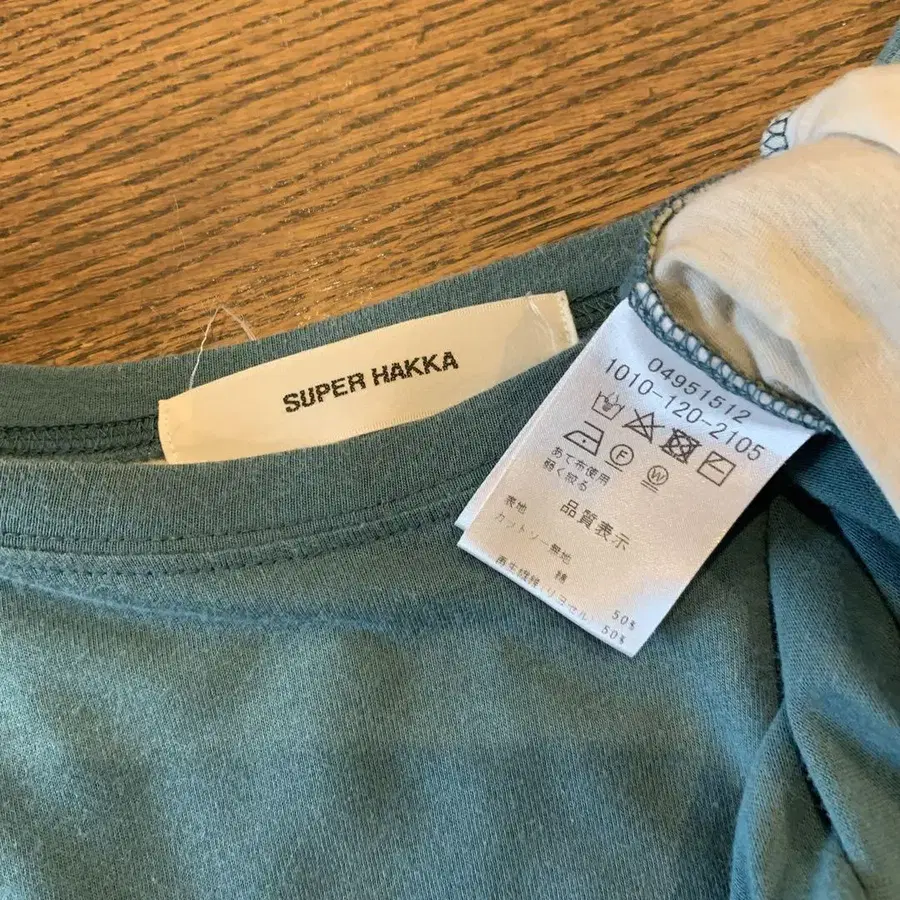 SUPER HAKKA
04951512
1010-120-2105
F
W
あて布使用
弱く絞る
品質表示
表地
カットソー無地
綿 50%
再生繊維(リヨセル) 50%